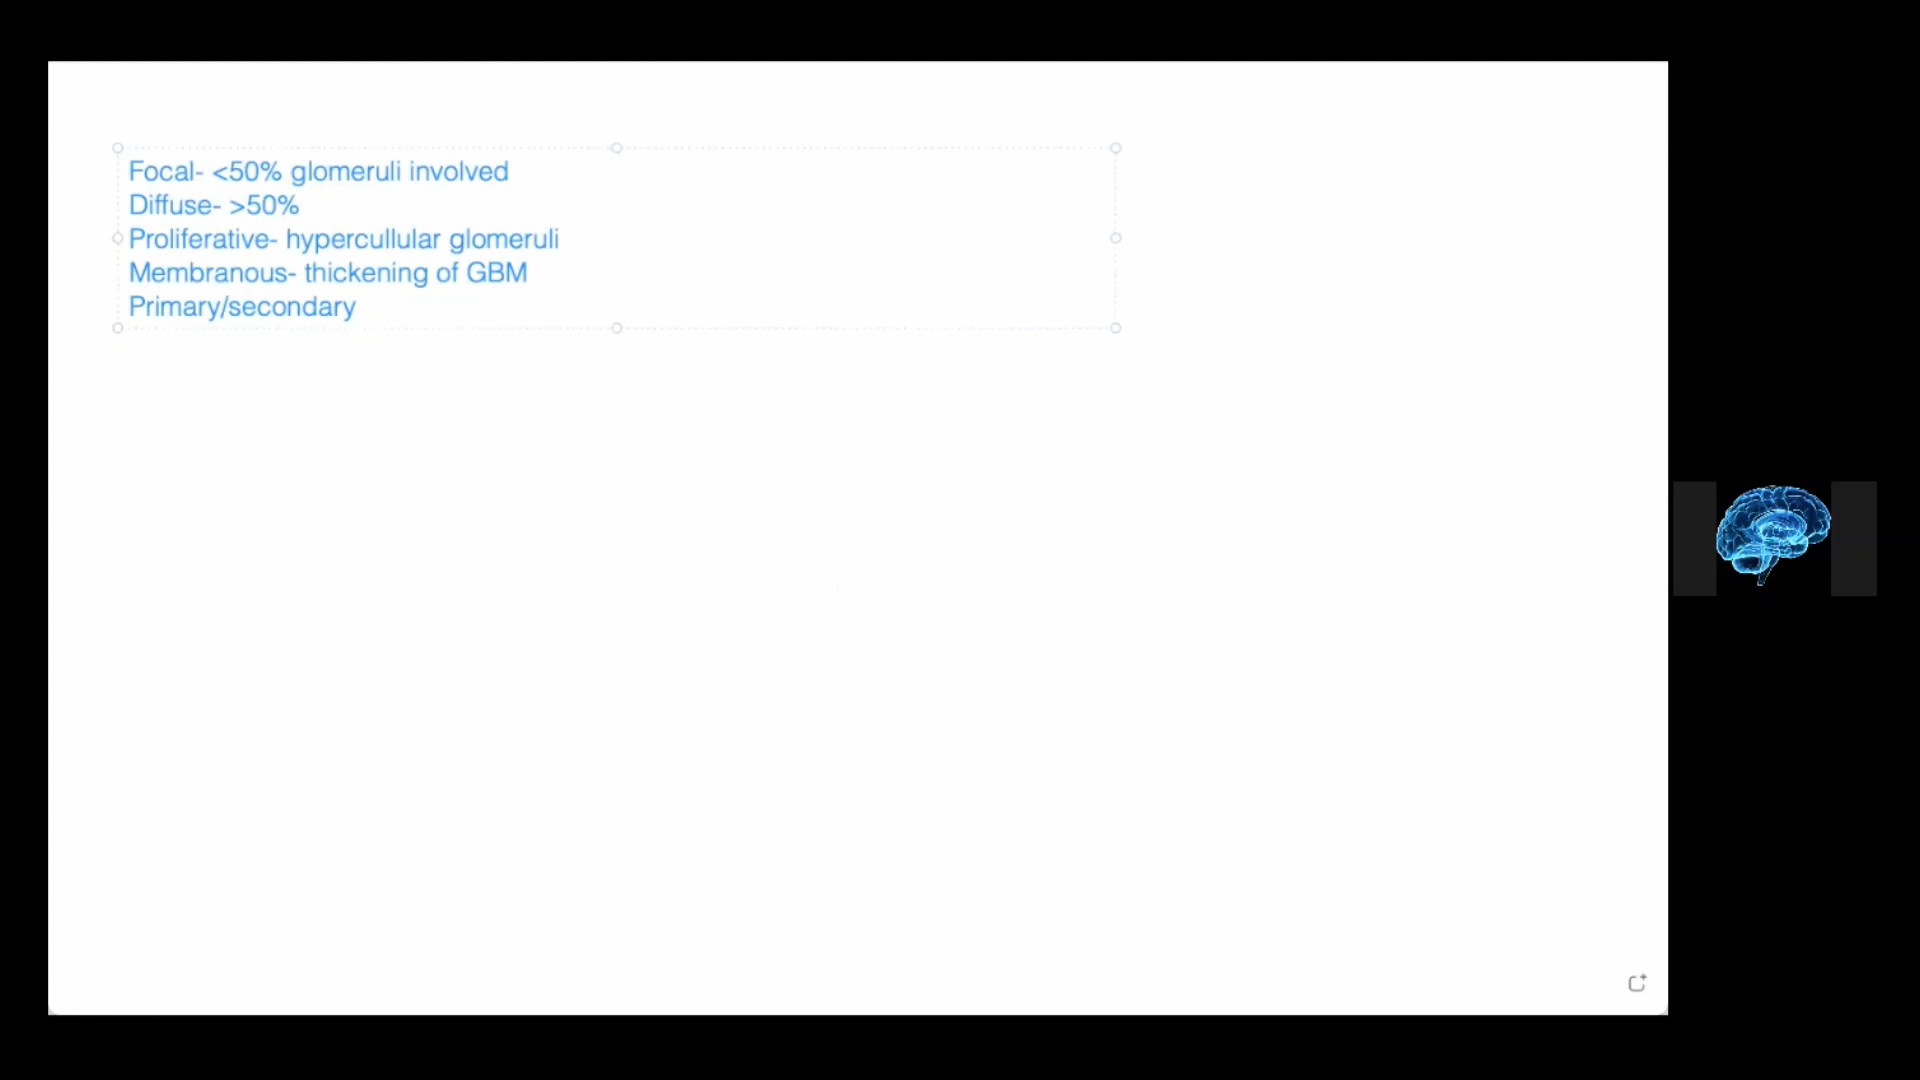 Focal- <50% glomeruli involved
Diffuse- >50%
Proliferative- hypercullular glomeruli
Membranous- thickening of GBM
Primary/secondary